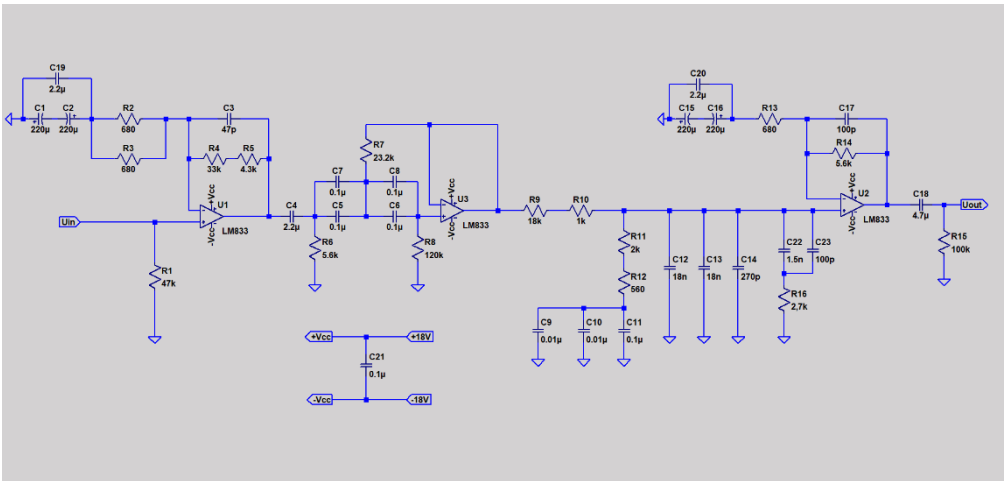 C19
2.2µ
C1
220µ
C2
220µ
R2
680
R3
680
C3
47p
R4
33k
R5
4.3k
+Vcc
U1
-Vcc
LM833
Uin
R1
47k
C4
2.2µ
R6
5.6k
C7
0.1µ
C5
0.1µ
R7
23.2k
C8
0.1µ
C6
0.1µ
R8
120k
+Vcc
U3
-Vcc
LM833
R9
18k
R10
1k
R11
2k
R12
560
C9
0.01µ
C10
0.01µ
C11
0.1µ
C12
18n
C13
18n
C14
270p
C22
1.5n
C23
100p
R16
2,7k
C20
2.2µ
C15
220µ
C16
220µ
R13
680
C17
100p
R14
5.6k
+Vcc
U2
-Vcc
LM833
C18
4.7µ
Uout
R15
100k
+Vcc
+18V
C21
0.1µ
-Vcc
-18V